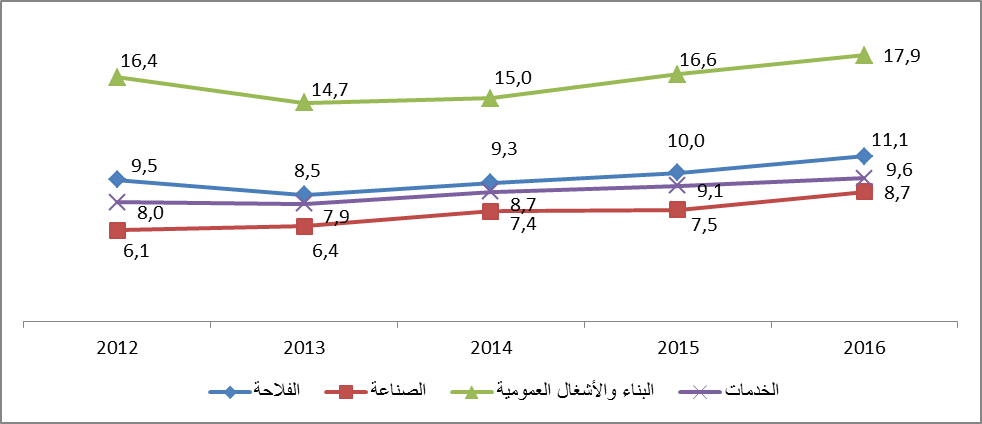 16,4 14,7 15,0 16,6 17,9
9,5 8,5 9,3 10,0 11,1
8,0 7,9 8,7 9,1 9,6
6,1 6,4 7,4 7,5 8,7
2012 2013 2014 2015 2016
الفلاحة الصناعة البناء والأشغال العمومية الخدمات